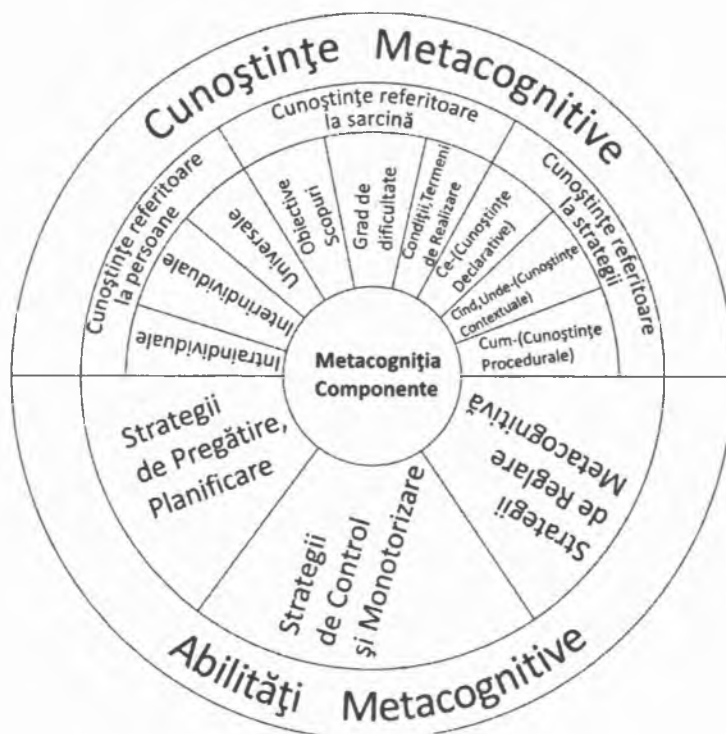 Cunoştinţe Metacognitive
Cunoştinţe referitoare
la persoane
Cunoştinţe referitoare
la sarcină
Cunoştinţe referitoare
la strategii
Intraindividuale
Interindividuale
Universale
Obiective
Scopuri
Grad de
dificultate
Condiţii,Termeni
de Realizare
Ce-(Cunoştinţe
Declarative)
Cînd,Unde-(Cunoştinţe
Contextuale)
Cum-(Cunoştinţe
Procedurale)
Metacogniţia
Componente
Strategii
de Pregătire,
Planificare
Strategii
de Control
şi Monotorizare
Strategii
de Reglare
Metacognitivă
Abilităţi Metacognitive